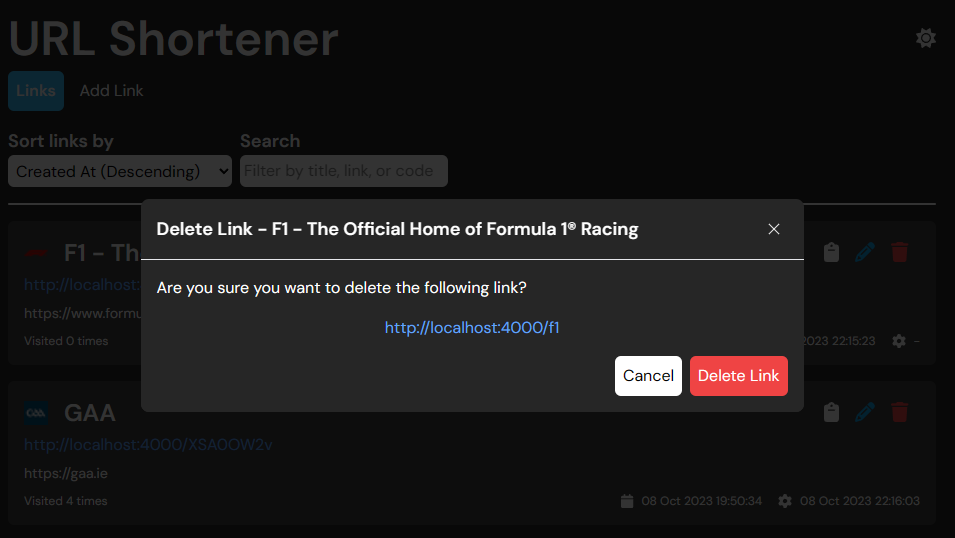 URL Shortener
Links
Add Link
Sort links by
Search
Created At (Descending)
Filter by title, link, or code
Delete Link - F1 - The Official Home of Formula 1® Racing
Are you sure you want to delete the following link?
http://localhost:4000/f1
Cancel
Delete Link
F1 - Th
http://localhost:
https://www.formu
Visited 0 times
2023 22:15:23
-
GAA
GAA
http://localhost:4000/XSA0OW2v
https://gaa.ie
Visited 4 times
08 Oct 2023 19:50:34
08 Oct 2023 22:16:03